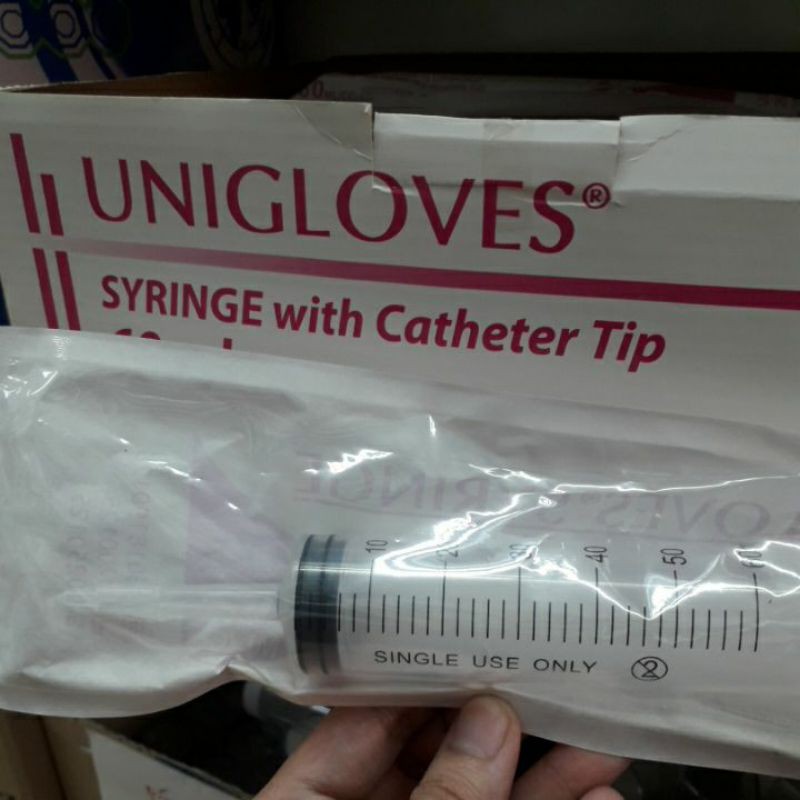 UNIGLOVES®
SYRINGE with Catheter Tip
10 20 30 40 50 60
SINGLE USE ONLY